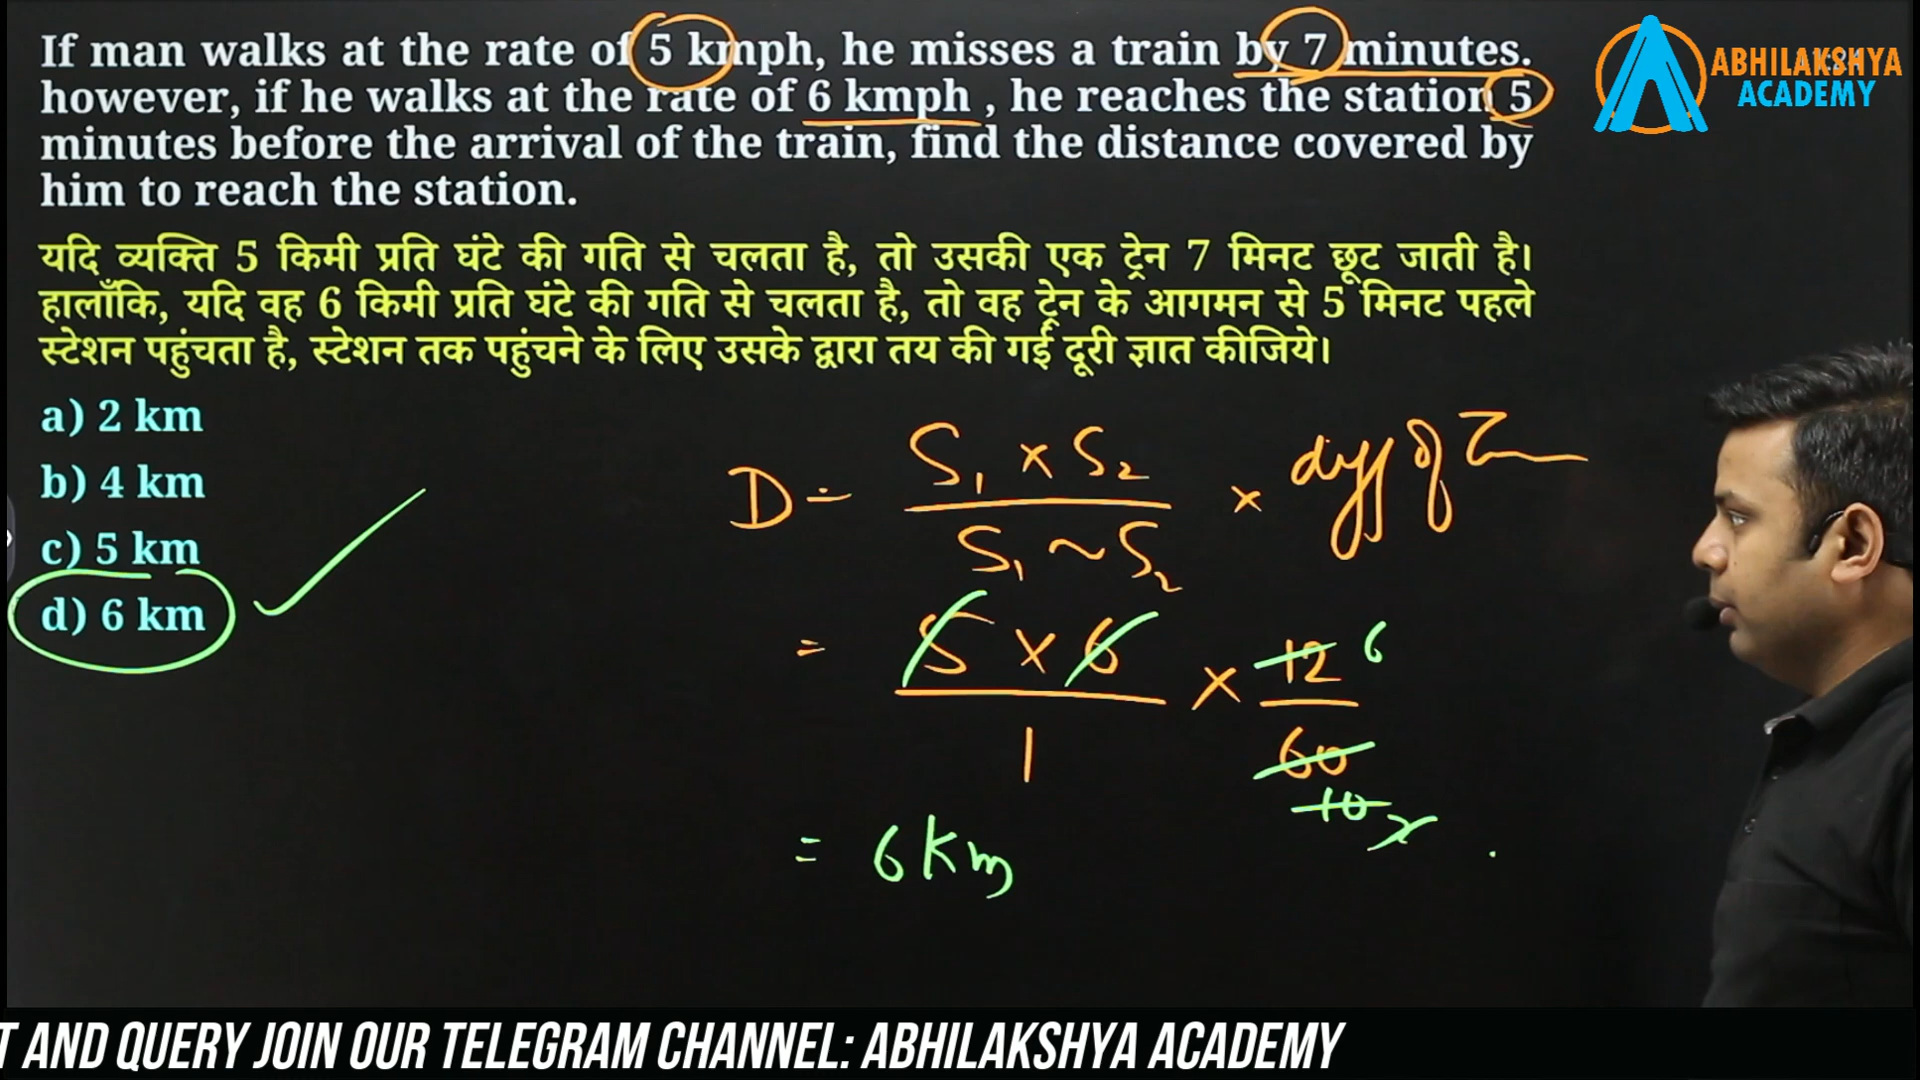 If man walks at the rate of 5 kmph, he misses a train by 7 minutes.
however, if he walks at the rate of 6 kmph , he reaches the station 5
minutes before the arrival of the train, find the distance covered by
him to reach the station.
यदि व्यक्ति 5 किमी प्रति घंटे की गति से चलता है, तो उसकी एक ट्रेन 7 मिनट छूट जाती है।
हालाँकि, यदि वह 6 किमी प्रति घंटे की गति से चलता है, तो वह ट्रेन के आगमन से 5 मिनट पहले
स्टेशन पहुंचता है, स्टेशन तक पहुंचने के लिए उसके द्वारा तय की गई दूरी ज्ञात कीजिये।
a) 2 km
b) 4 km
c) 5 km
d) 6 km
D = S₁ × S₂ / S₁ ~ S₂ × diff of
= 5 × 6 / 1 × 12 / 60
6
10
= 6 Km
ABHILAKSHYA
ACADEMY
T AND QUERY JOIN OUR TELEGRAM CHANNEL: ABHILAKSHYA ACADEMY